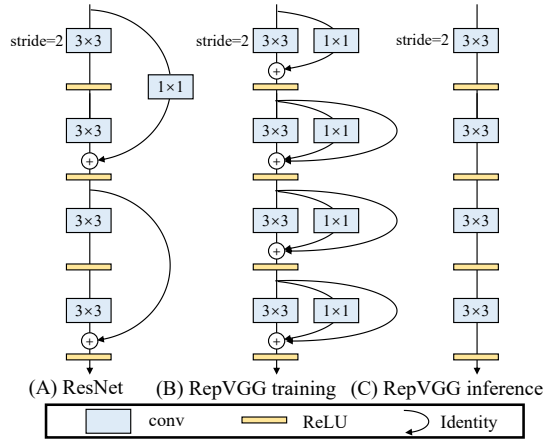 stride=2 3×3 stride=2 3×3 1×1 stride=2 3×3
1×1
3×3 3×3 1×1 3×3
3×3 3×3 1×1 3×3
3×3 3×3 1×1 3×3
(A) ResNet (B) RepVGG training (C) RepVGG inference
conv ReLU Identity